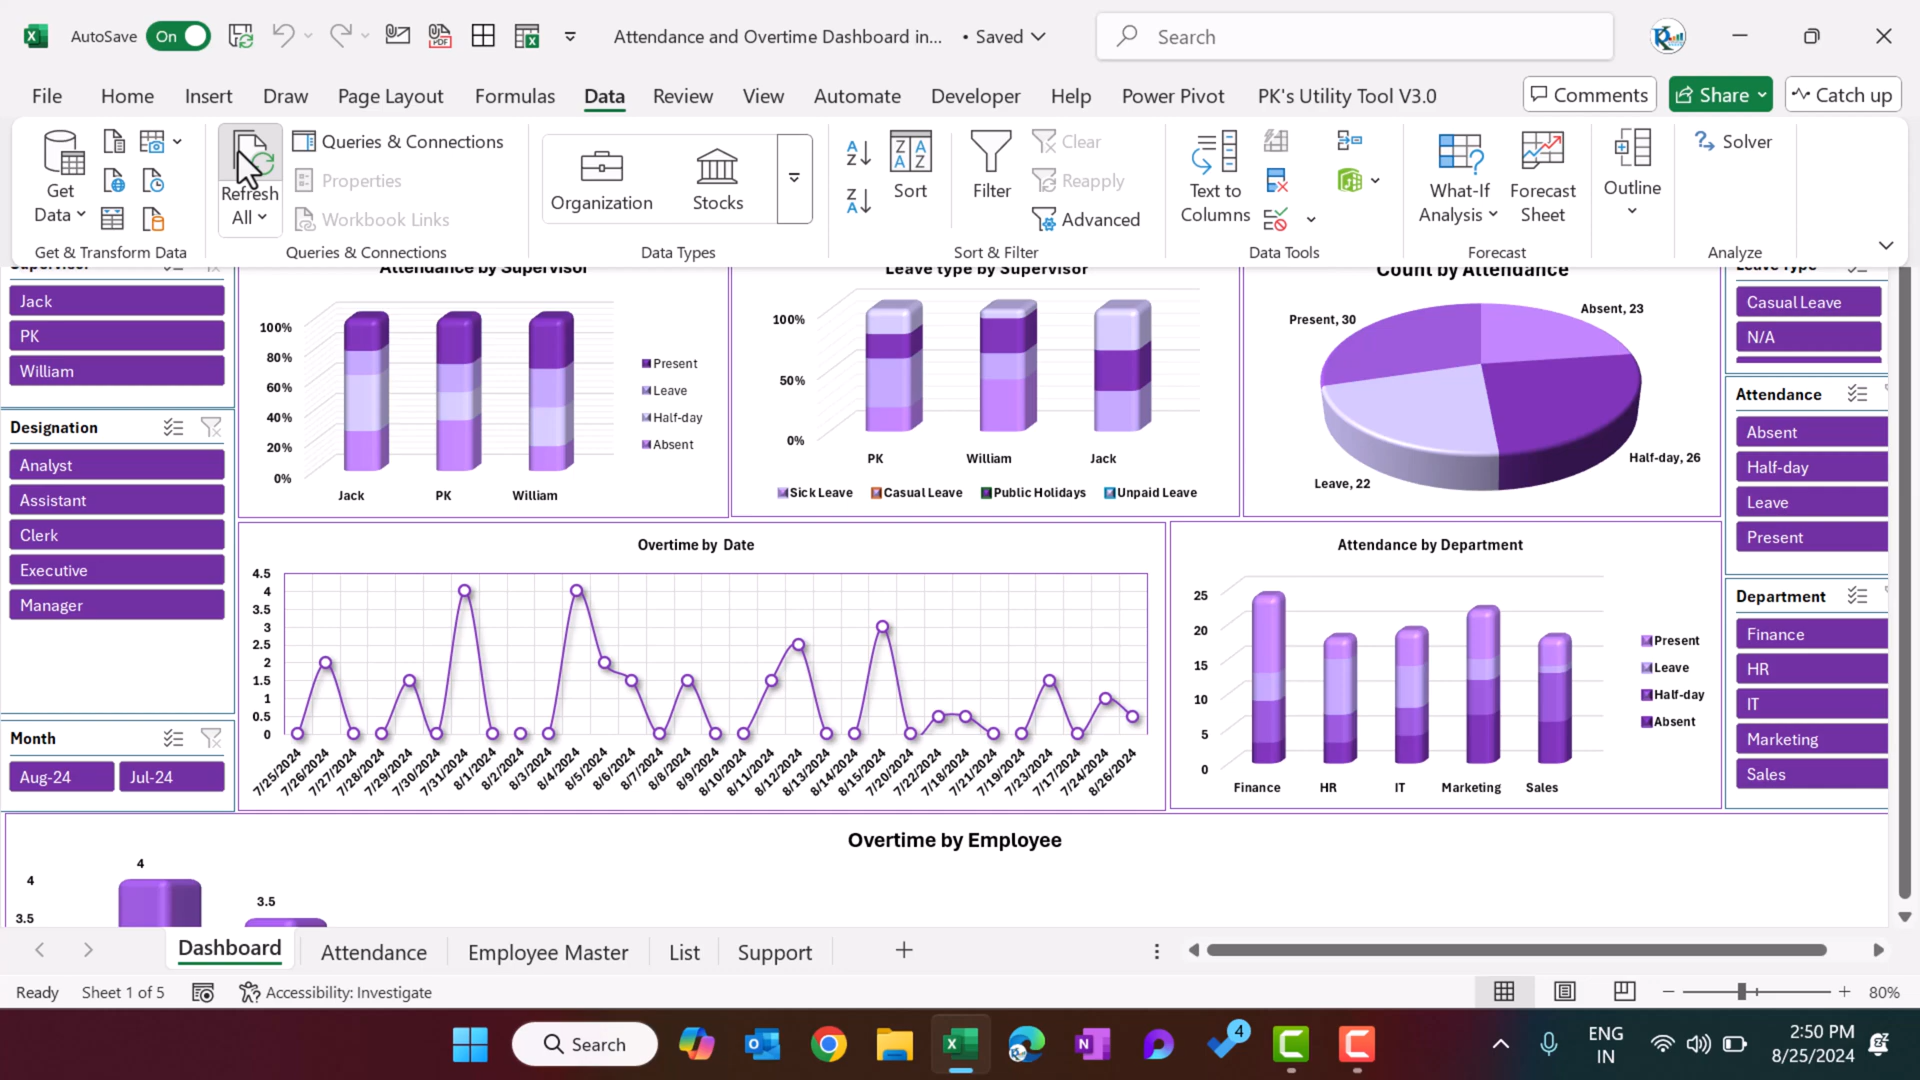 AutoSave On Attendance and Overtime Dashboard in... • Saved Search
File Home Insert Draw Page Layout Formulas Data Review View Automate Developer Help Power Pivot PK's Utility Tool V3.0 Comments Share Catch up
Get Data
Refresh All
Queries & Connections
Properties
Workbook Links
Organization
Stocks
Sort
Filter
Clear
Reapply
Advanced
Text to Columns
What-If Analysis
Forecast Sheet
Outline
Solver
Get & Transform Data Queries & Connections Data Types Sort & Filter Data Tools Forecast Analyze
Supervisor
Jack
PK
William
Designation
Analyst
Assistant
Clerk
Executive
Manager
Month
Aug-24 Jul-24
Attendance by Supervisor
100%
80%
60%
40%
20%
0%
Jack PK William
Present
Leave
Half-day
Absent
Leave type by Supervisor
100%
50%
0%
PK William Jack
Sick Leave Casual Leave Public Holidays Unpaid Leave
Count by Attendance
Present, 30
Absent, 23
Half-day, 26
Leave, 22
Leave Type
Casual Leave
N/A
Attendance
Absent
Half-day
Leave
Present
Department
Finance
HR
IT
Marketing
Sales
Overtime by Date
4.5
4
3.5
3
2.5
2
1.5
1
0.5
0
7/25/2024 7/26/2024 7/27/2024 7/28/2024 7/29/2024 7/30/2024 7/31/2024 8/1/2024 8/2/2024 8/3/2024 8/4/2024 8/5/2024 8/6/2024 8/7/2024 8/8/2024 8/9/2024 8/10/2024 8/11/2024 8/12/2024 8/13/2024 8/14/2024 8/15/2024 7/20/2024 7/22/2024 7/18/2024 7/21/2024 7/19/2024 7/23/2024 7/17/2024 7/24/2024 8/26/2024
Attendance by Department
25
20
15
10
5
0
Finance HR IT Marketing Sales
Present
Leave
Half-day
Absent
Overtime by Employee
4
3.5
4
3.5
Dashboard Attendance Employee Master List Support
Ready Sheet 1 of 5 Accessibility: Investigate 80%
Search
4
ENG
IN
2:50 PM
8/25/2024